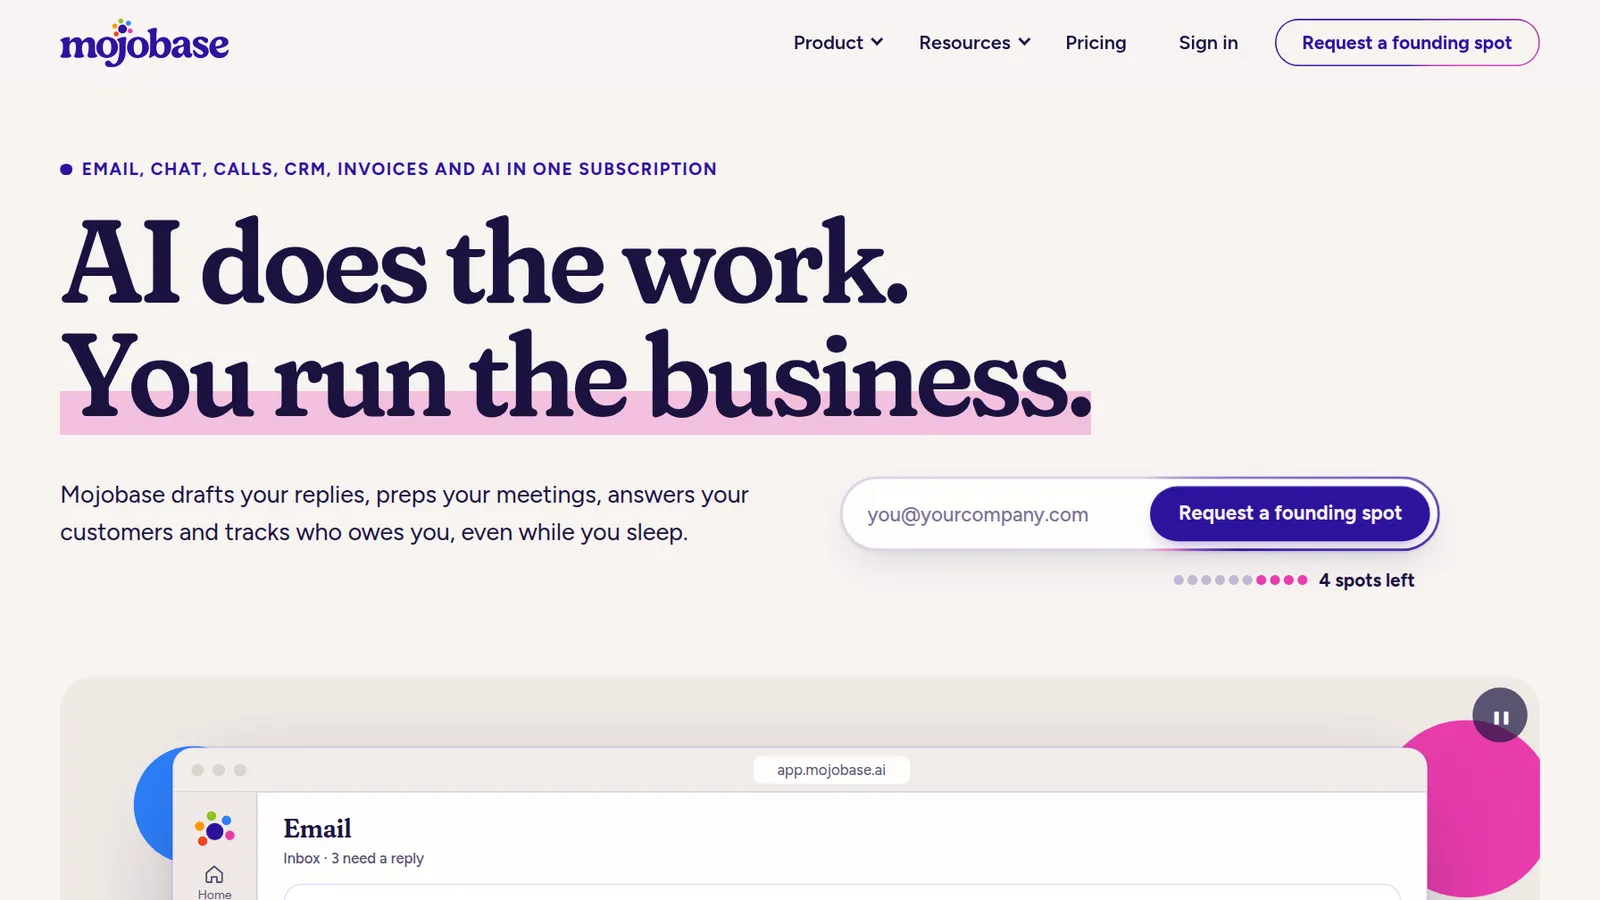 mojobase
Product
Resources
Pricing
Sign in
Request a founding spot
EMAIL, CHAT, CALLS, CRM, INVOICES AND AI IN ONE SUBSCRIPTION
AI does the work.
You run the business.
Mojobase drafts your replies, preps your meetings, answers your
customers and tracks who owes you, even while you sleep.
you@yourcompany.com
Request a founding spot
4 spots left
app.mojobase.ai
Email
Inbox · 3 need a reply
Home